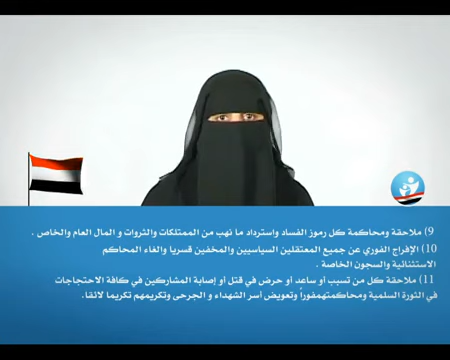 9) ملاحقة ومحاكمة كل رموز الفساد واسترداد ما نهب من الممتلكات والثروات و المال العام والخاص .
10) الإفراج الفوري عن جميع المعتقلين السياسيين والمخفين قسريا والغاء المحاكم
الاستثنائية والسجون الخاصة .
11) ملاحقة كل من تسبب أو ساعد أو حرض في قتل أو إصابة المشاركين في كافة الاحتجاجات
في الثورة السلمية ومحاكمتهمفوراً وتعويض أسر الشهداء و الجرحى وتكريمهم تكريما لائقا.